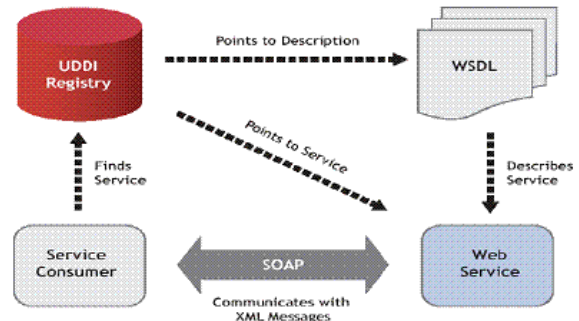 UDDI
Registry
Points to Description
WSDL
Points to Service
Finds
Service
Describes
Service
Service
Consumer
SOAP
Web
Service
Communicates with
XML Messages